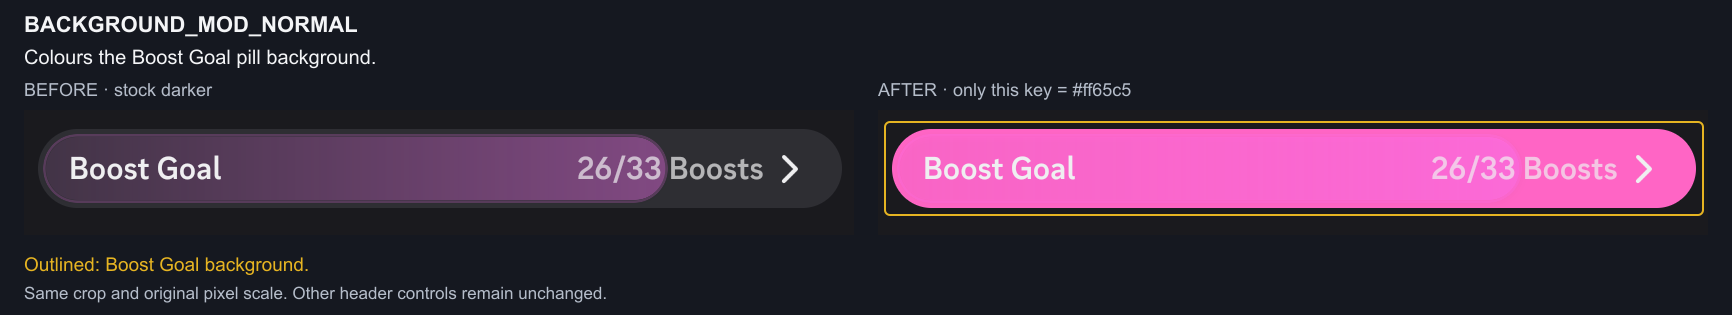 BACKGROUND_MOD_NORMAL
Colours the Boost Goal pill background.
BEFORE · stock darker
AFTER · only this key = #ff65c5
Boost Goal 26/33 Boosts
Boost Goal 26/33 Boosts
Outlined: Boost Goal background.
Same crop and original pixel scale. Other header controls remain unchanged.